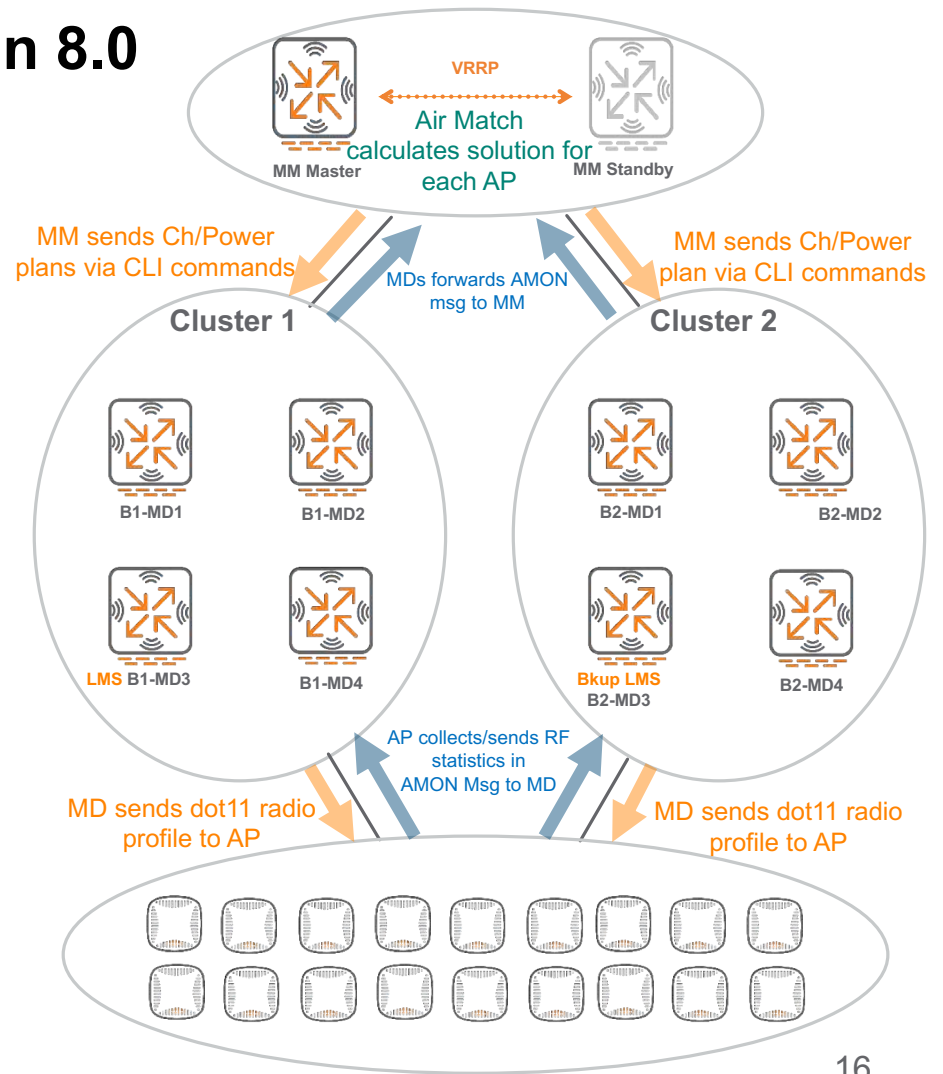 n 8.0
VRRP
Air Match
calculates solution for
each AP
MM Master
MM Standby
MM sends Ch/Power
plans via CLI commands
MDs forwards AMON
msg to MM
MM sends Ch/Power
plan via CLI commands
Cluster 1
Cluster 2
B1-MD1
B1-MD2
B2-MD1
B2-MD2
LMS B1-MD3
B1-MD4
Bkup LMS
B2-MD3
B2-MD4
AP collects/sends RF
statistics in
AMON Msg to MD
MD sends dot11 radio
profile to AP
MD sends dot11 radio
profile to AP
16